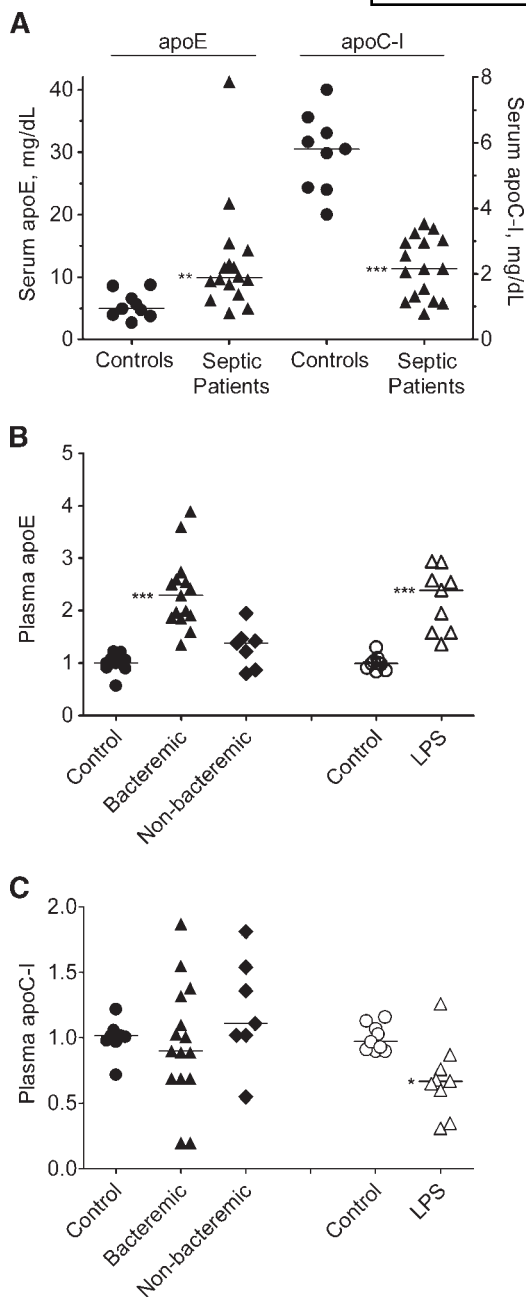 A
apoE
apoC-I
Serum apoE, mg/dL
40
30
20
10
0
**
***
8
6
4
2
0
Serum apoC-I, mg/dL
Controls
Septic
Patients
Controls
Septic
Patients
B
Plasma apoE
5
4
3
2
1
0
***
***
Control
Bacteremic
Non-bacteremic
Control
LPS
C
Plasma apoC-I
2.0
1.5
1.0
0.5
0.0
*
Control
Bacteremic
Non-bacteremic
Control
LPS